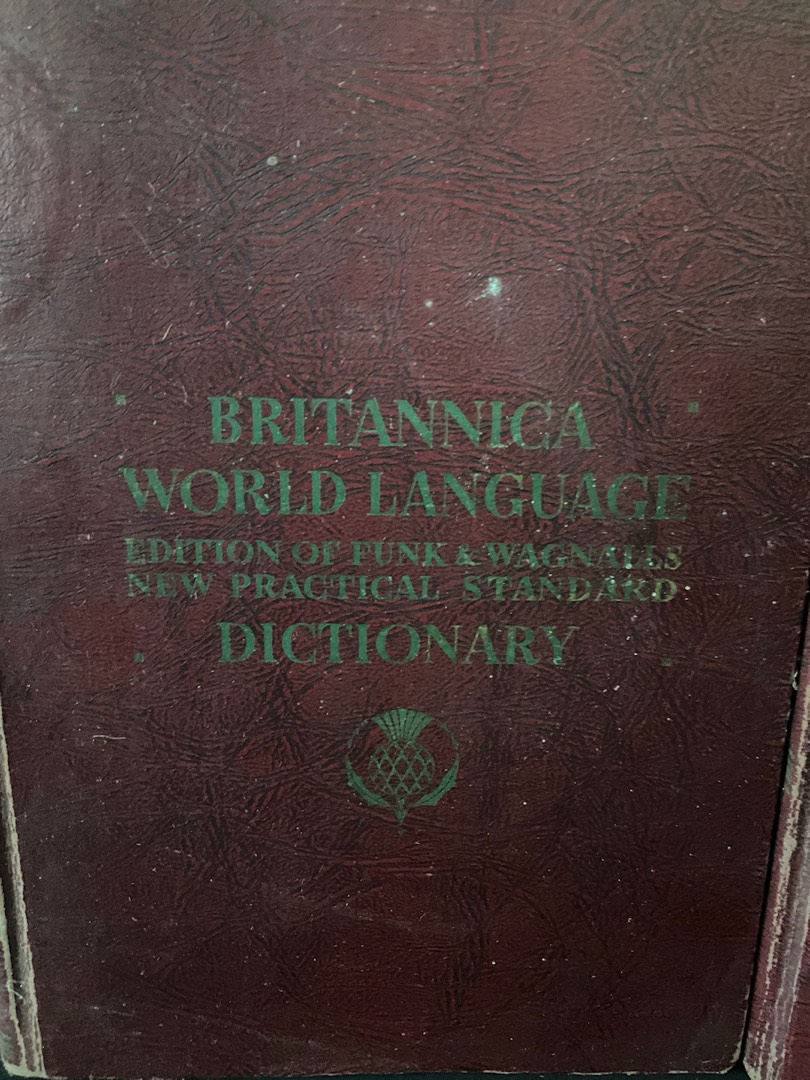 BRITANNICA
WORLD LANGUAGE
EDITION OF FUNK & WAGNALLS
NEW PRACTICAL STANDARD
DICTIONARY